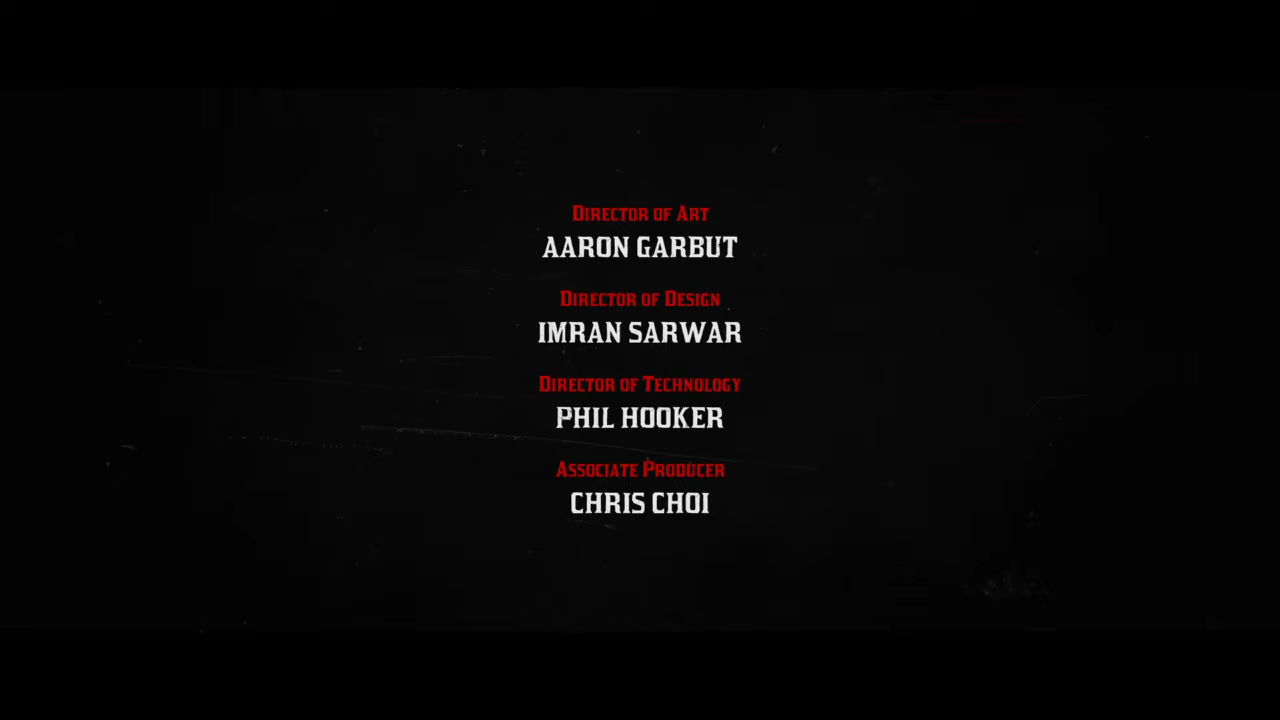 Director of Art
AARON GARBUT
Director of Design
IMRAN SARWAR
Director of Technology
PHIL HOOKER
Associate Producer
CHRIS CHOI